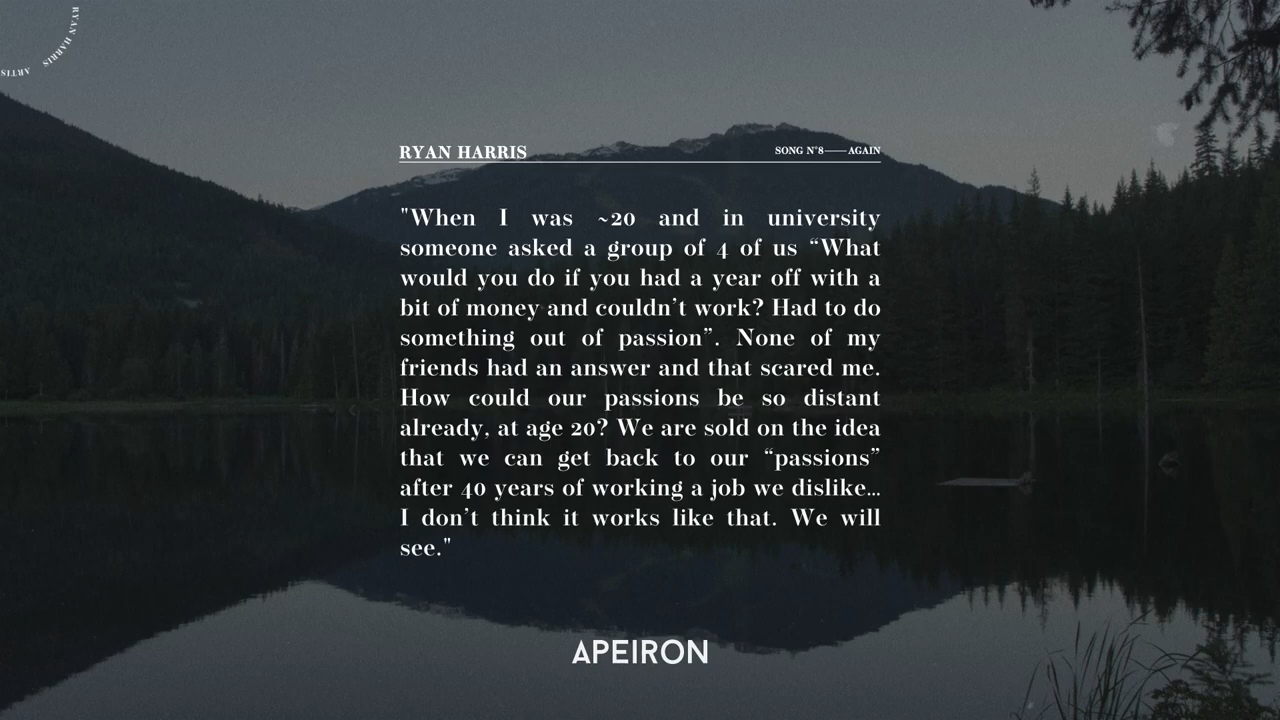 RYAN HARRIS
ARTIS
RYAN HARRIS
SONG N°8——AGAIN
"When I was ~20 and in university
someone asked a group of 4 of us “What
would you do if you had a year off with a
bit of money and couldn’t work? Had to do
something out of passion”. None of my
friends had an answer and that scared me.
How could our passions be so distant
already, at age 20? We are sold on the idea
that we can get back to our “passions”
after 40 years of working a job we dislike...
I don’t think it works like that. We will
see."
APEIRON